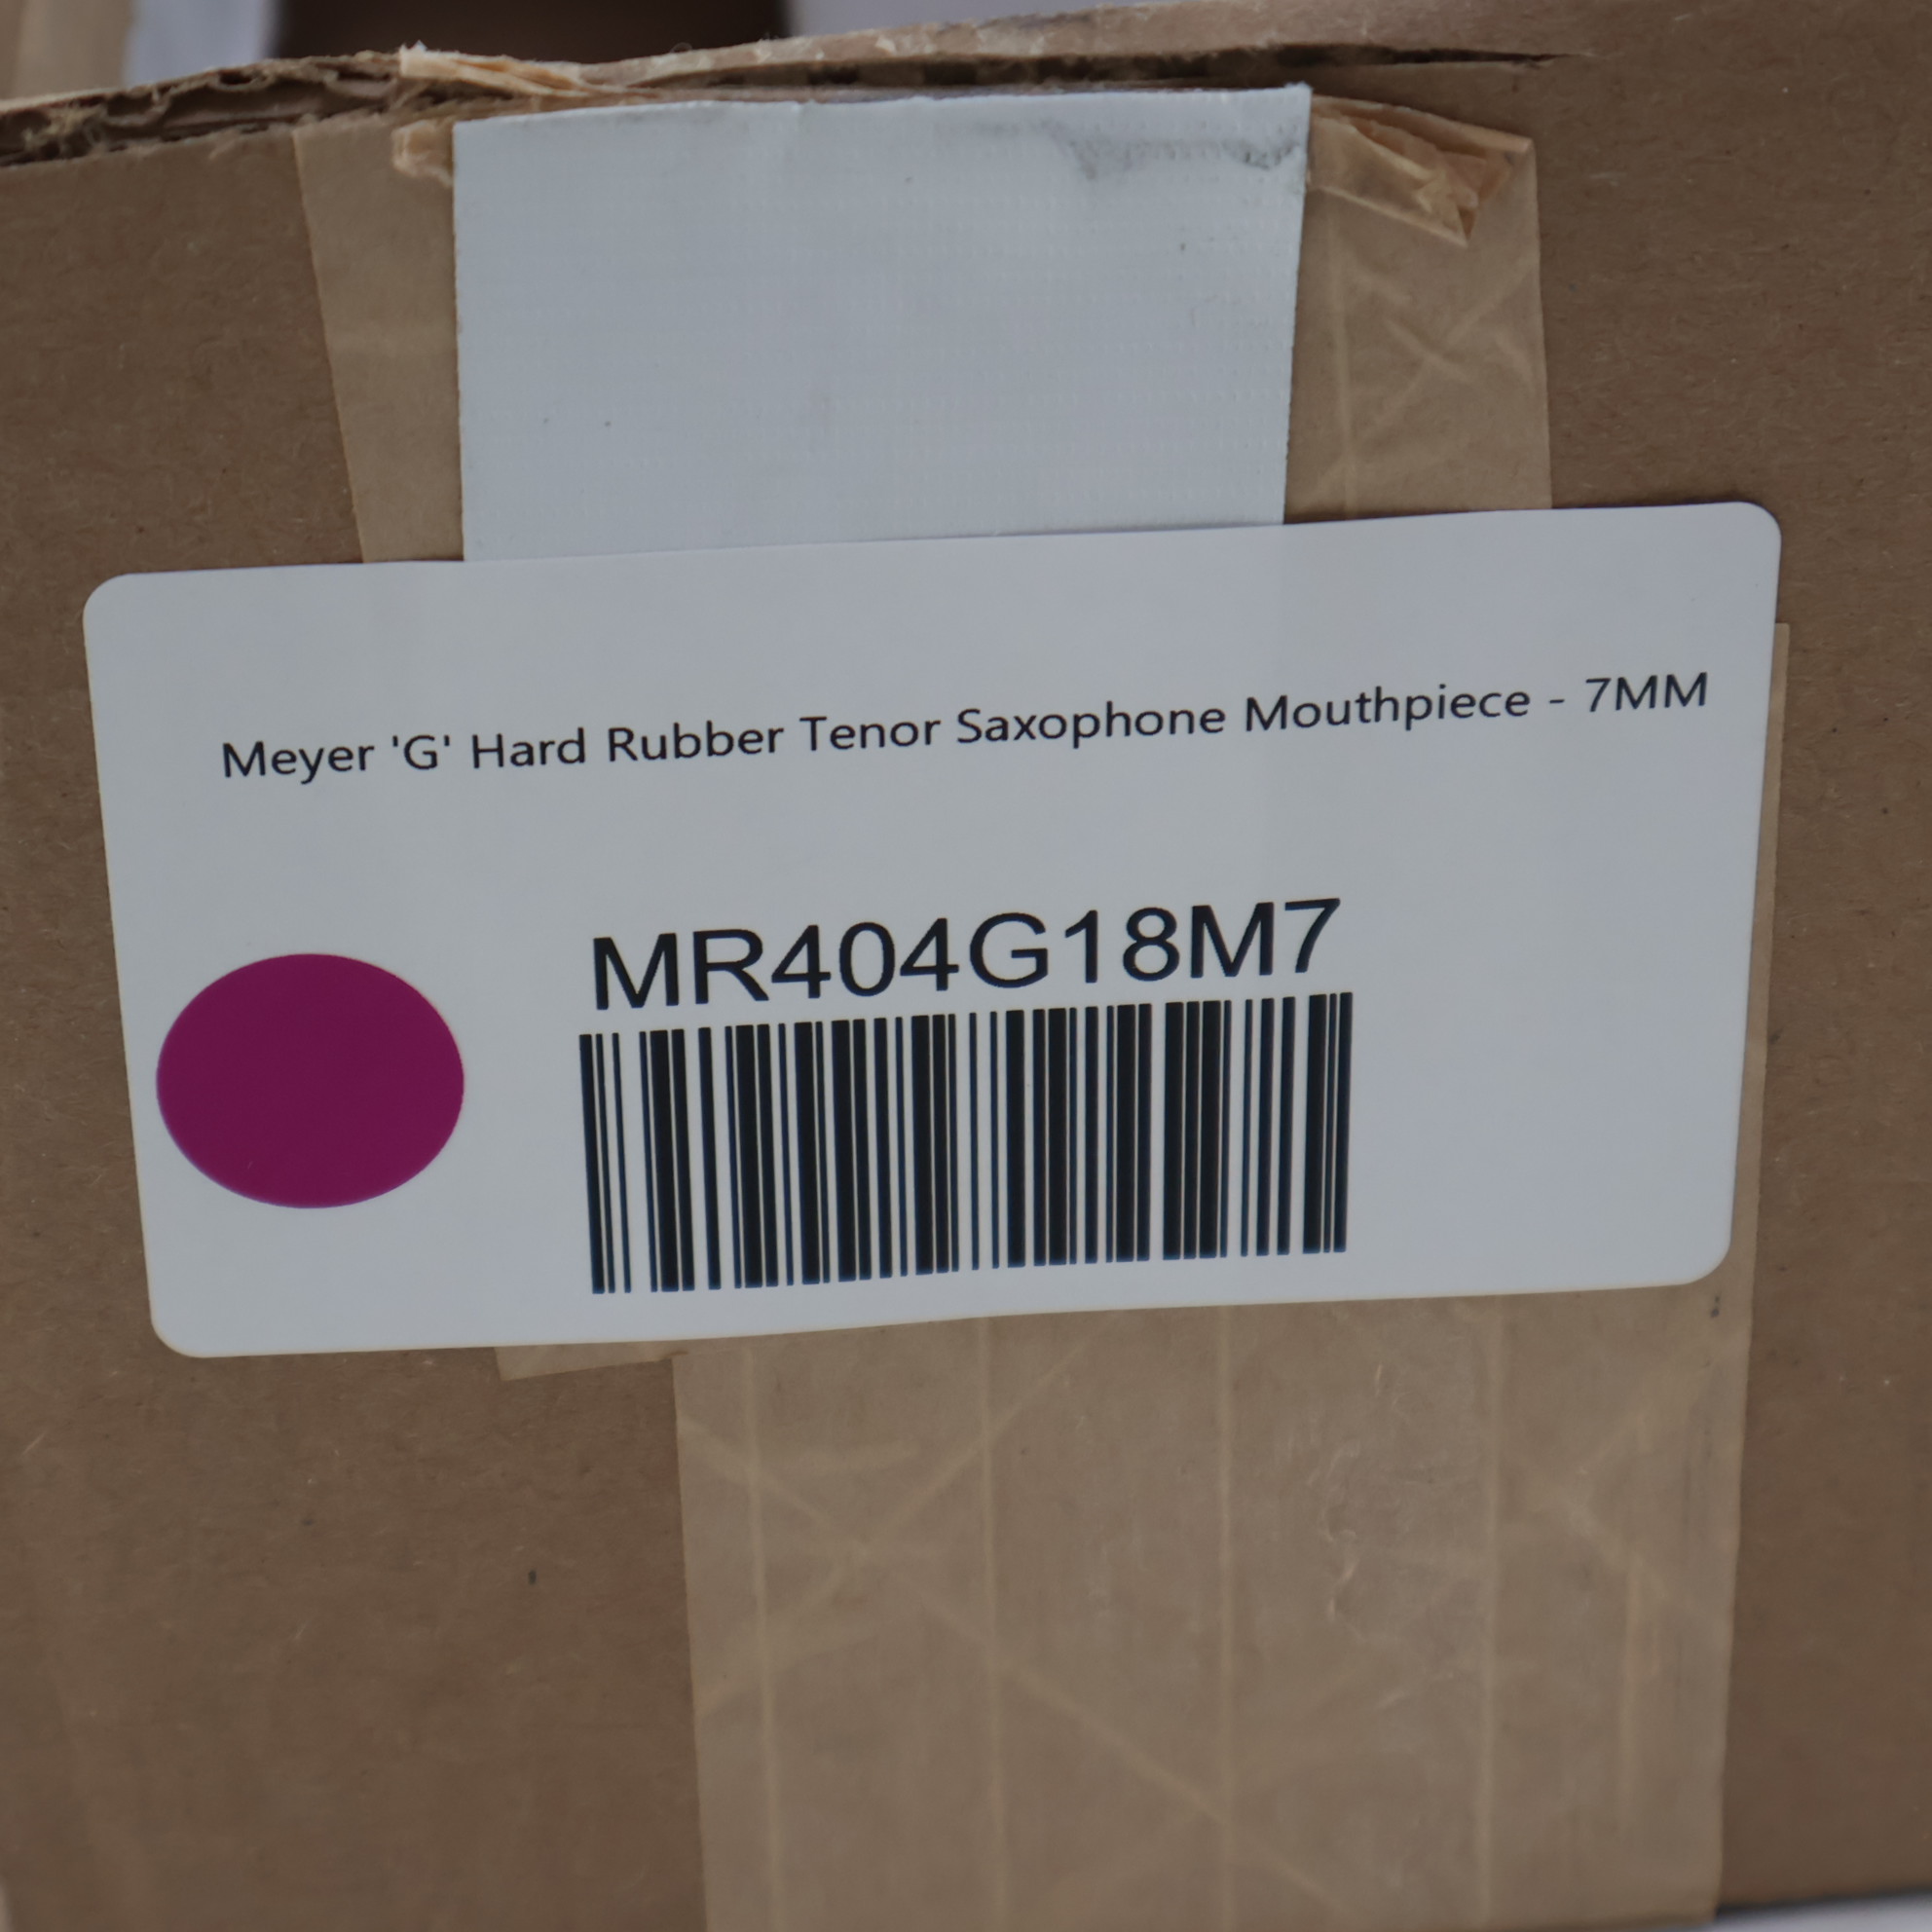 Meyer 'G' Hard Rubber Tenor Saxophone Mouthpiece - 7MM
MR404G18M7